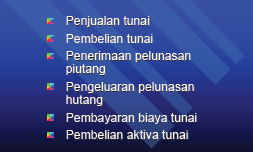 Penjualan tunai
Pembelian tunai
Penerimaan pelunasan
piutang
Pengeluaran pelunasan
hutang
Pembayaran biaya tunai
Pembelian aktiva tunai